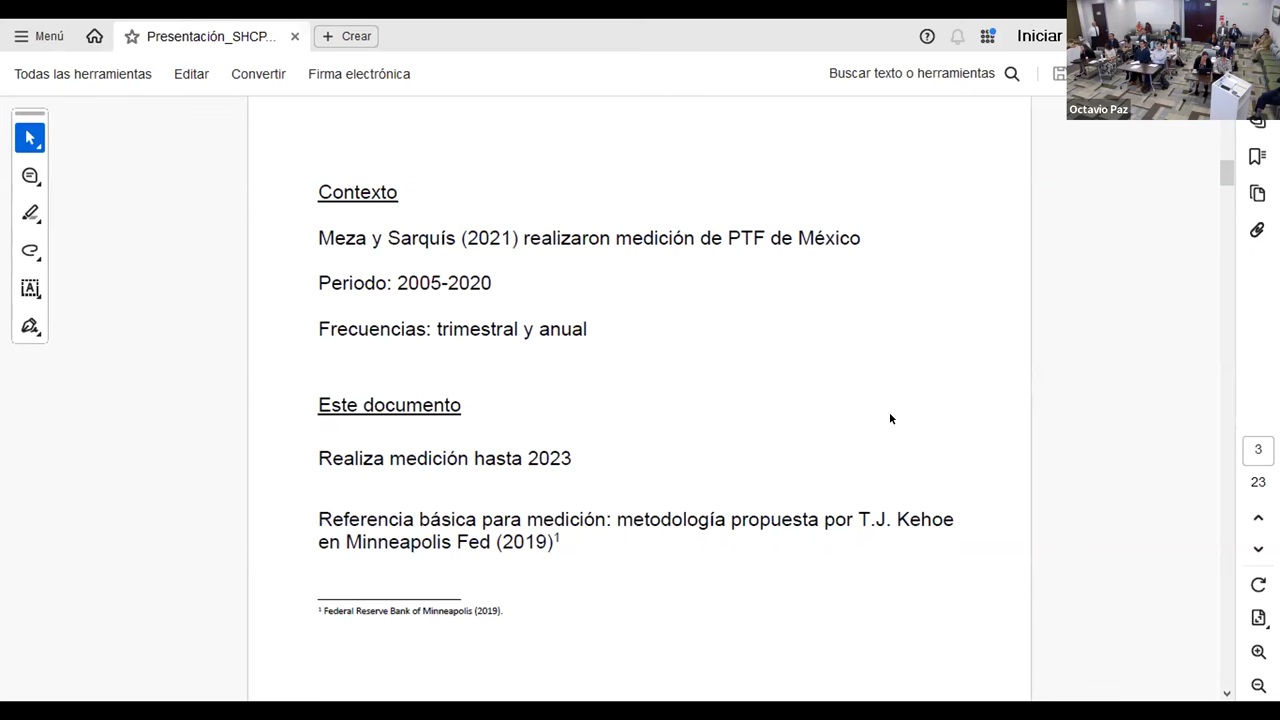 Menú
Presentación_SHCP...
Crear
Iniciar
Todas las herramientas
Editar
Convertir
Firma electrónica
Buscar texto o herramientas
Octavio Paz
Contexto
Meza y Sarquís (2021) realizaron medición de PTF de México
Periodo: 2005-2020
Frecuencias: trimestral y anual
Este documento
Realiza medición hasta 2023
Referencia básica para medición: metodología propuesta por T.J. Kehoe
en Minneapolis Fed (2019)¹
¹ Federal Reserve Bank of Minneapolis (2019).
3
23